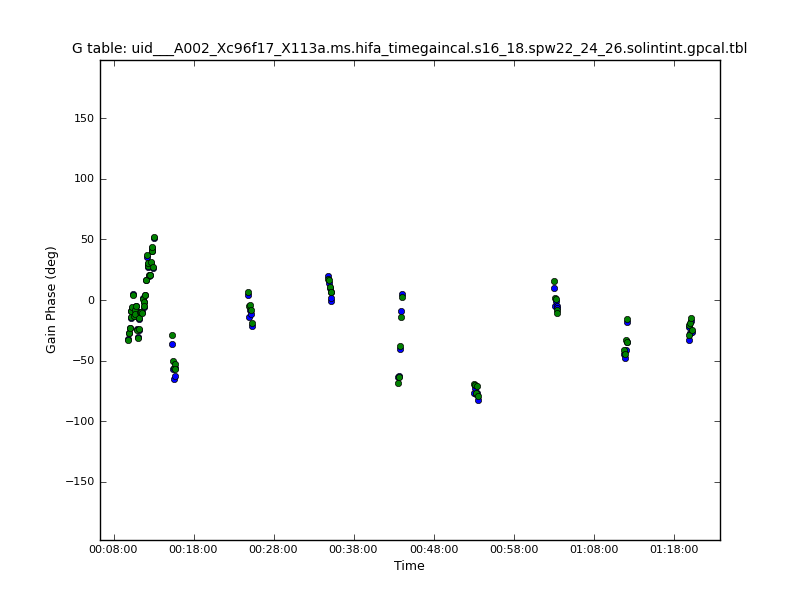 G table: uid___A002_Xc96f17_X113a.ms.hifa_timegaincal.s16_18.spw22_24_26.solintint.gpcal.tbl
150
100
50
0
−50
−100
−150
Gain Phase (deg)
00:08:00 00:18:00 00:28:00 00:38:00 00:48:00 00:58:00 01:08:00 01:18:00
Time